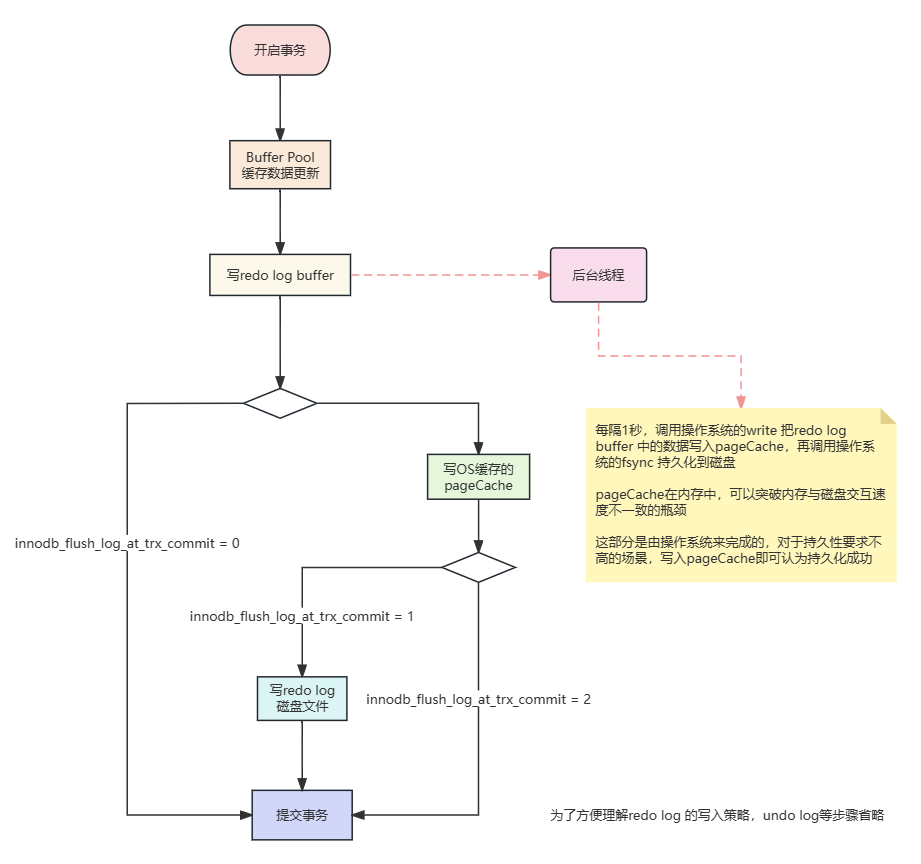 开启事务
Buffer Pool
缓存数据更新
写redo log buffer
后台线程
每隔1秒，调用操作系统的write 把redo log
buffer 中的数据写入pageCache，再调用操作系
统的fsync 持久化到磁盘
pageCache在内存中，可以突破内存与磁盘交互速
度不一致的瓶颈
这部分是由操作系统来完成的，对于持久性要求不
高的场景，写入pageCache即可认为持久化成功
写OS缓存的
pageCache
innodb_flush_log_at_trx_commit = 0
innodb_flush_log_at_trx_commit = 1
写redo log
磁盘文件
innodb_flush_log_at_trx_commit = 2
提交事务
为了方便理解redo log 的写入策略，undo log等步骤省略